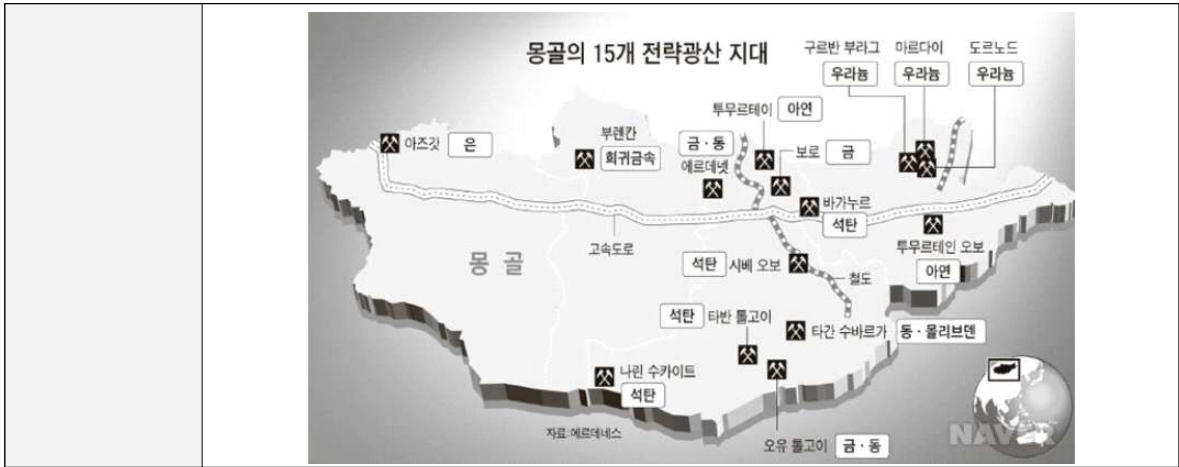 몽골의 15개 전략광산 지대
구르반 부라그
우라늄
마르다이
우라늄
도르노드
우라늄
투무르테이 아연
아즈갓 은
부렌칸
희귀금속
금·동
에르데넷
보로 금
바가누르
석탄
고속도로
몽골
석탄 시베 오보
철도
투무르테인 오보
아연
석탄 타반 톨고이
타간 수바르가 동·몰리브덴
나린 수카이트
석탄
자료:에르데네스
오유 톨고이 금·동
NAVER